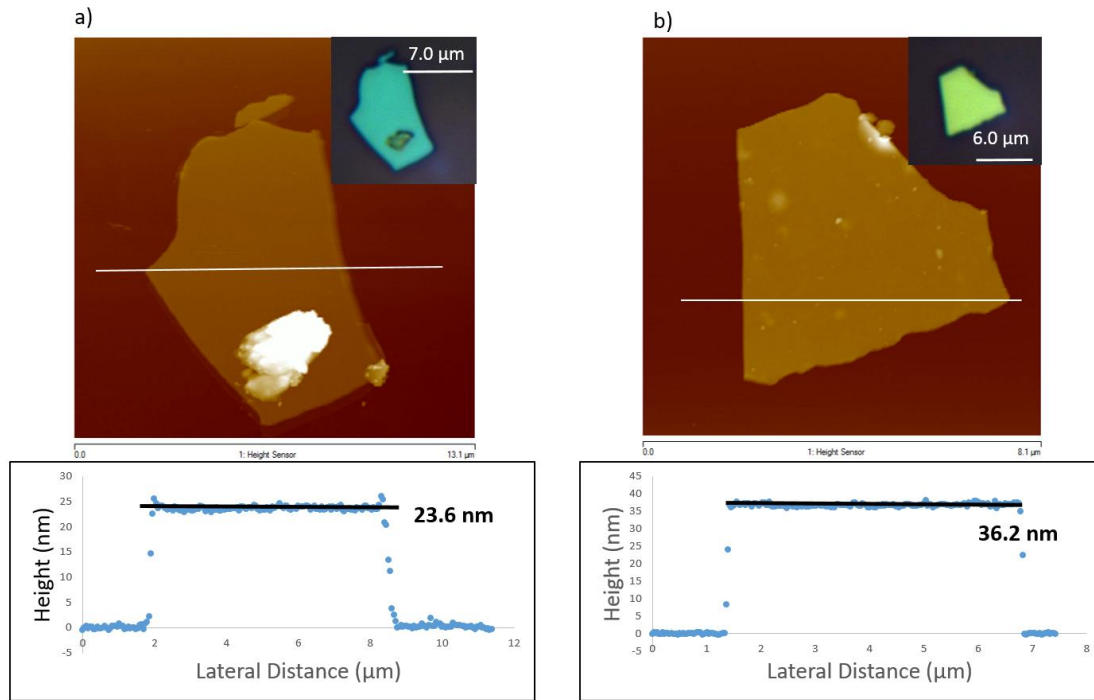 a)
7.0 µm
0.0 1: Height Sensor 13.1 µm
Height (nm)
30
25
20
15
10
5
0
-5
23.6 nm
0 2 4 6 8 10 12
Lateral Distance (µm)
b)
6.0 µm
0.0 1: Height Sensor 8.1 µm
Height (nm)
45
40
35
30
25
20
15
10
5
0
-5
36.2 nm
0 1 2 3 4 5 6 7 8
Lateral Distance (µm)